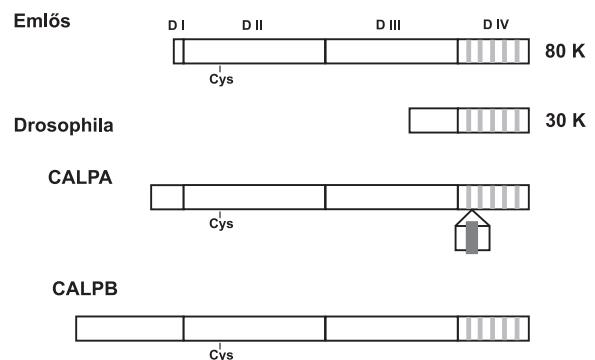 Emlős
D I D II D III D IV
80 K
Cys
30 K
Drosophila
CALPA
Cys
CALPB
Cys